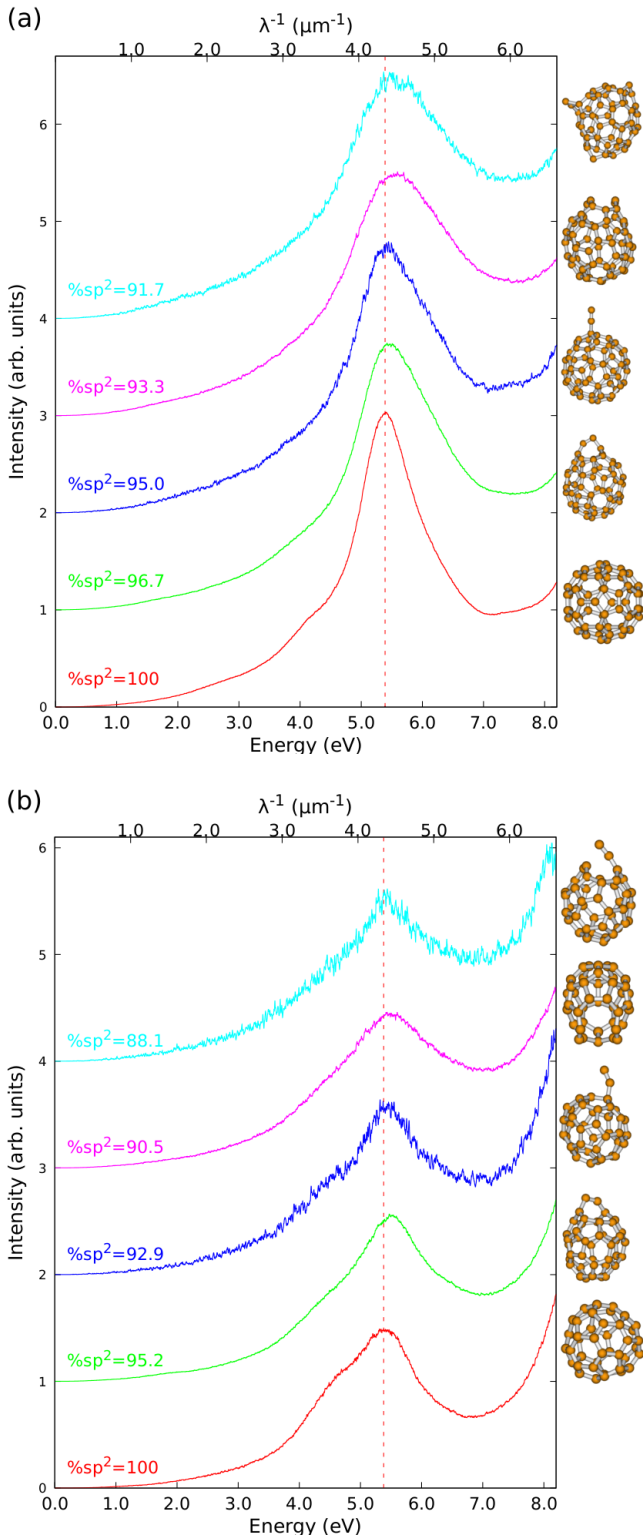 (a)
λ⁻¹ (μm⁻¹)
1.0 2.0 3.0 4.0 5.0 6.0
6
5
4
3
2
1
0
Intensity (arb. units)
%sp²=91.7
%sp²=93.3
%sp²=95.0
%sp²=96.7
%sp²=100
0.0 1.0 2.0 3.0 4.0 5.0 6.0 7.0 8.0
Energy (eV)
(b)
λ⁻¹ (μm⁻¹)
1.0 2.0 3.0 4.0 5.0 6.0
6
5
4
3
2
1
0
Intensity (arb. units)
%sp²=88.1
%sp²=90.5
%sp²=92.9
%sp²=95.2
%sp²=100
0.0 1.0 2.0 3.0 4.0 5.0 6.0 7.0 8.0
Energy (eV)